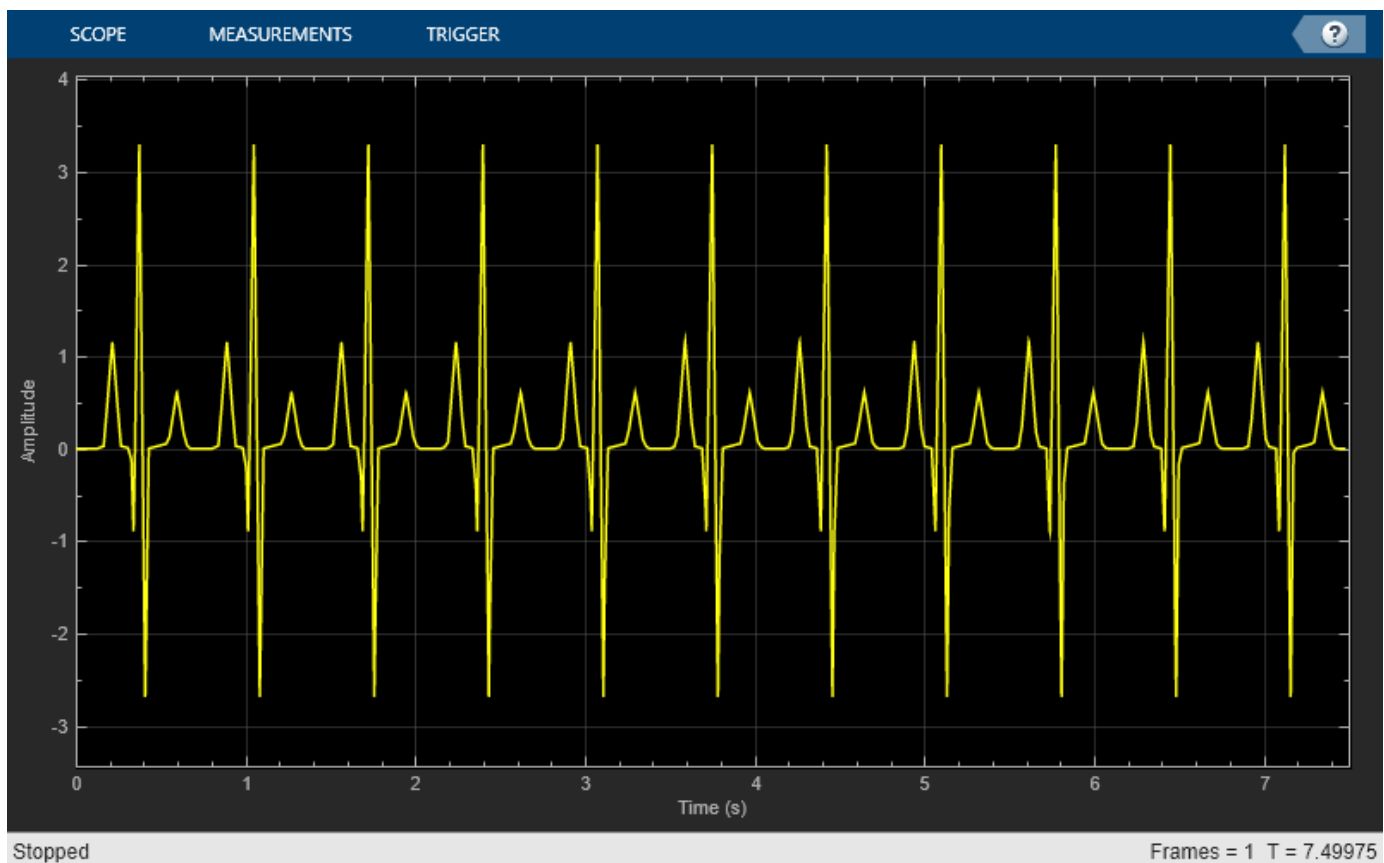 SCOPE MEASUREMENTS TRIGGER ?
4
3
2
1
0
-1
-2
-3
Amplitude
0 1 2 3 4 5 6 7
Time (s)
Stopped Frames = 1 T = 7.49975